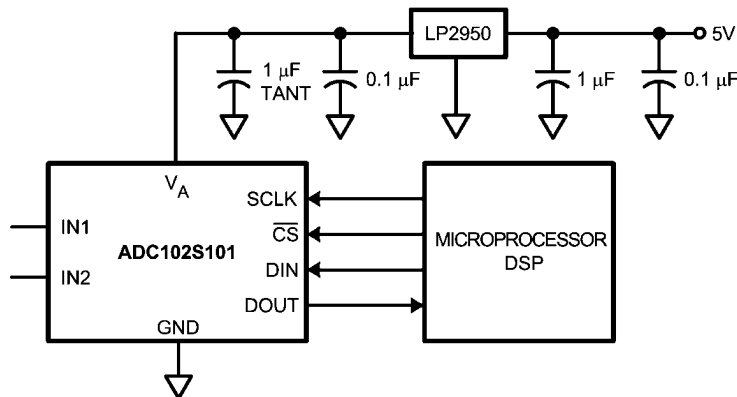 LP2950
5V
1 μF
TANT
0.1 μF
1 μF
0.1 μF
VA
SCLK
IN1
CS
MICROPROCESSOR
DSP
ADC102S101
IN2
DIN
DOUT
GND